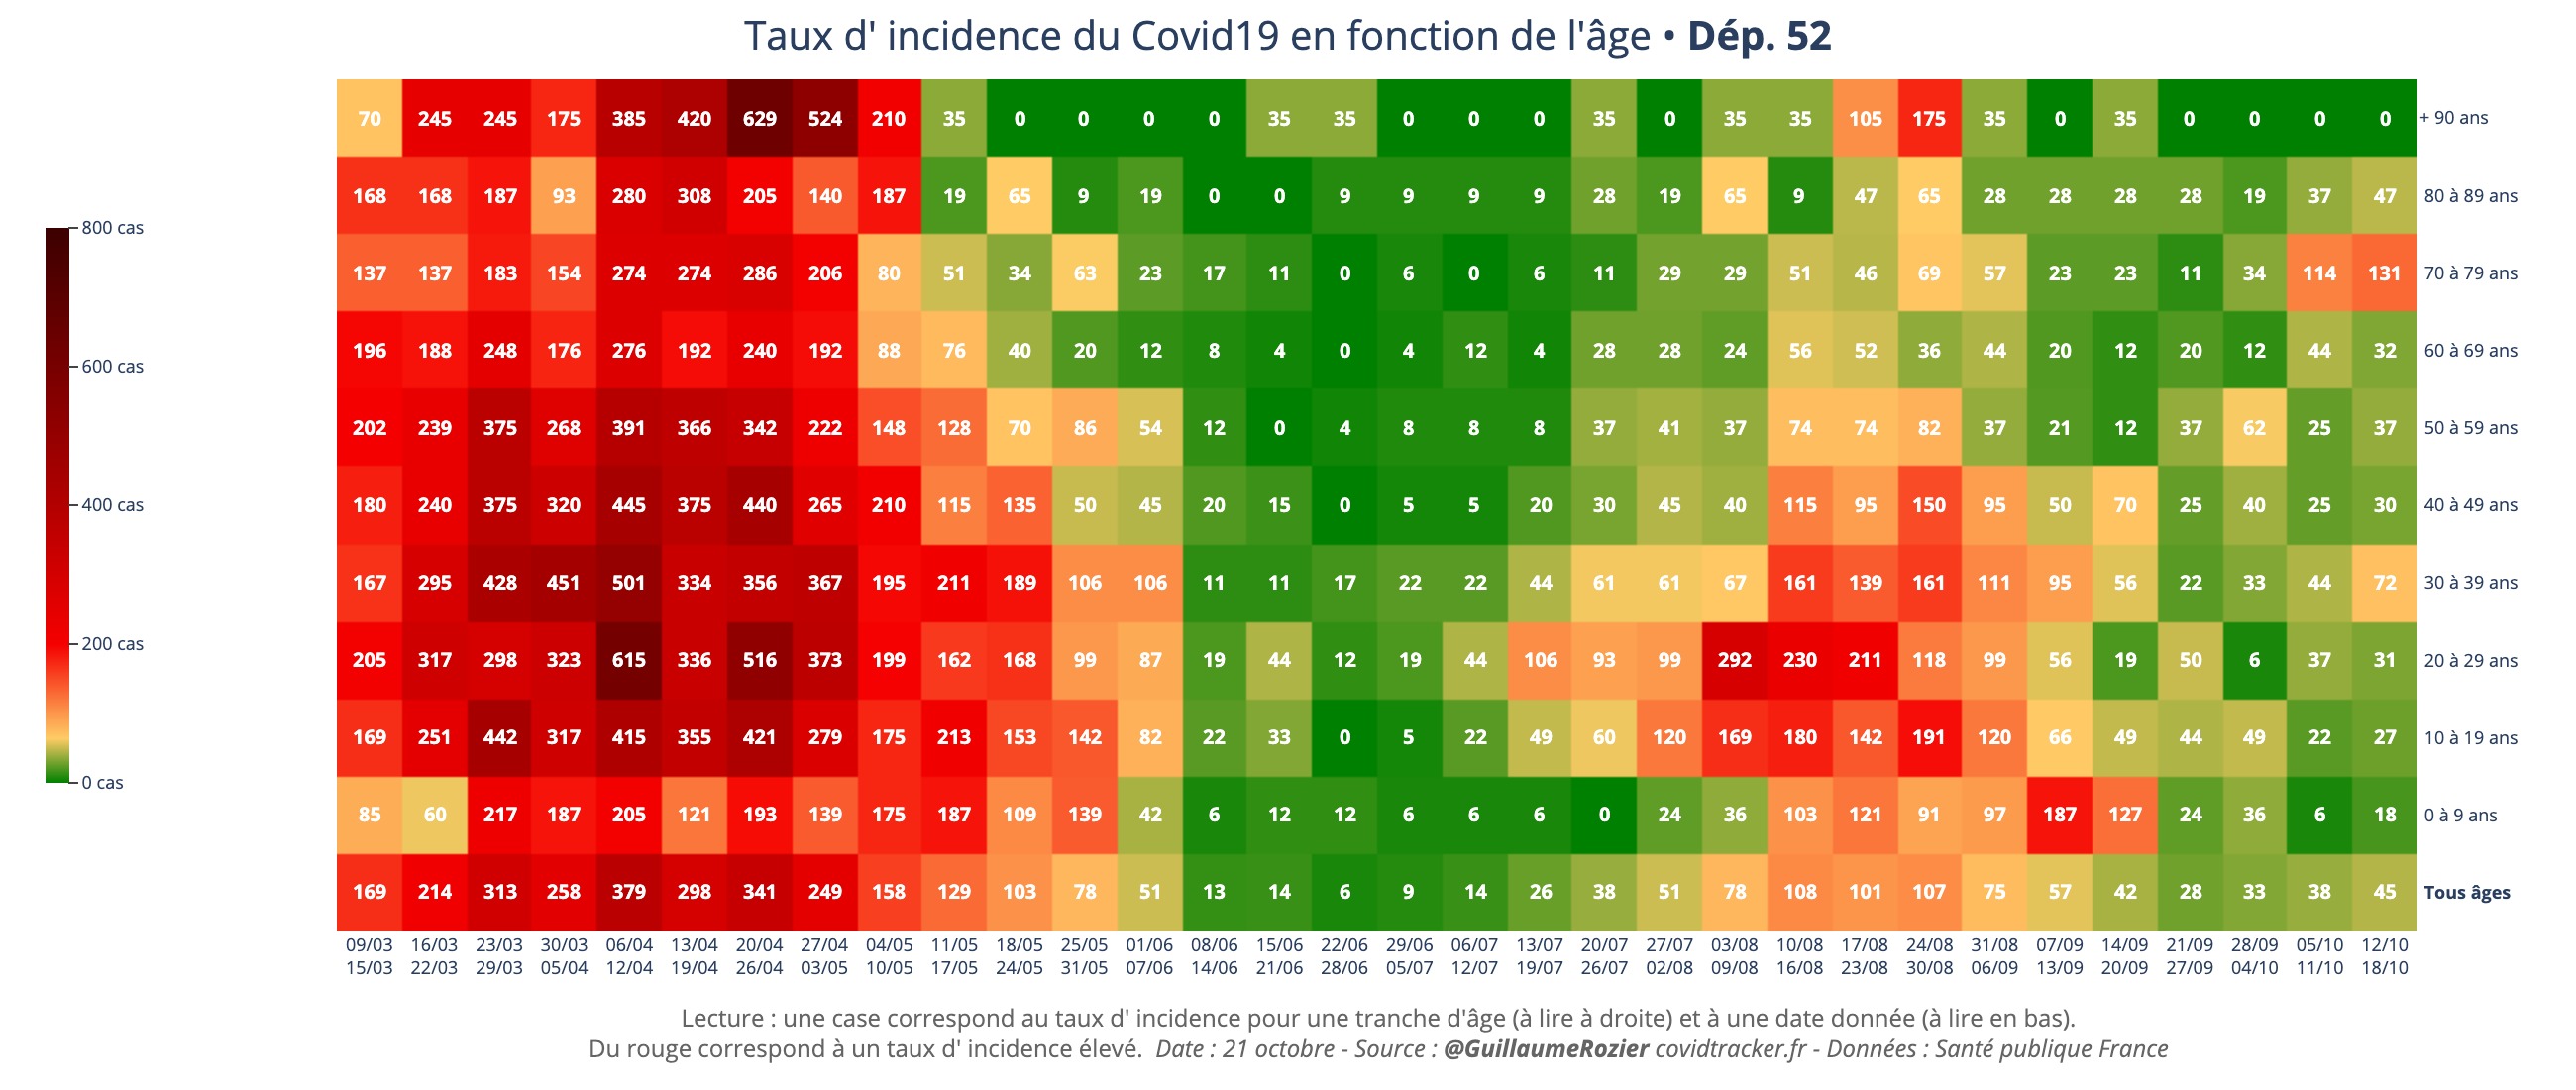 Taux d' incidence du Covid19 en fonction de l'âge • Dép. 52
800 cas
600 cas
400 cas
200 cas
0 cas
70 245 245 175 385 420 629 524 210 35 0 0 0 0 35 35 0 0 0 35 0 35 35 105 175 35 0 35 0 0 0 0 + 90 ans
168 168 187 93 280 308 205 140 187 19 65 9 19 0 0 9 9 9 9 28 19 65 9 47 65 28 28 28 28 19 37 47 80 à 89 ans
137 137 183 154 274 274 286 206 80 51 34 63 23 17 11 0 6 0 6 11 29 29 51 46 69 57 23 23 11 34 114 131 70 à 79 ans
196 188 248 176 276 192 240 192 88 76 40 20 12 8 4 0 4 12 4 28 28 24 56 52 36 44 20 12 20 12 44 32 60 à 69 ans
202 239 375 268 391 366 342 222 148 128 70 86 54 12 0 4 8 8 8 37 41 37 74 74 82 37 21 12 37 62 25 37 50 à 59 ans
180 240 375 320 445 375 440 265 210 115 135 50 45 20 15 0 5 5 20 30 45 40 115 95 150 95 50 70 25 40 25 30 40 à 49 ans
167 295 428 451 501 334 356 367 195 211 189 106 106 11 11 17 22 22 44 61 61 67 161 139 161 111 95 56 22 33 44 72 30 à 39 ans
205 317 298 323 615 336 516 373 199 162 168 99 87 19 44 12 19 44 106 93 99 292 230 211 118 99 56 19 50 6 37 31 20 à 29 ans
169 251 442 317 415 355 421 279 175 213 153 142 82 22 33 0 5 22 49 60 120 169 180 142 191 120 66 49 44 49 22 27 10 à 19 ans
85 60 217 187 205 121 193 139 175 187 109 139 42 6 12 12 6 6 6 0 24 36 103 121 91 97 187 127 24 36 6 18 0 à 9 ans
169 214 313 258 379 298 341 249 158 129 103 78 51 13 14 6 9 14 26 38 51 78 108 101 107 75 57 42 28 33 38 45 Tous âges
09/03 16/03 23/03 30/03 06/04 13/04 20/04 27/04 04/05 11/05 18/05 25/05 01/06 08/06 15/06 22/06 29/06 06/07 13/07 20/07 27/07 03/08 10/08 17/08 24/08 31/08 07/09 14/09 21/09 28/09 05/10 12/10
15/03 22/03 29/03 05/04 12/04 19/04 26/04 03/05 10/05 17/05 24/05 31/05 07/06 14/06 21/06 28/06 05/07 12/07 19/07 26/07 02/08 09/08 16/08 23/08 30/08 06/09 13/09 20/09 27/09 04/10 11/10 18/10
Lecture : une case correspond au taux d' incidence pour une tranche d'âge (à lire à droite) et à une date donnée (à lire en bas).
Du rouge correspond à un taux d' incidence élevé. Date : 21 octobre - Source : @GuillaumeRozier covidtracker.fr - Données : Santé publique France